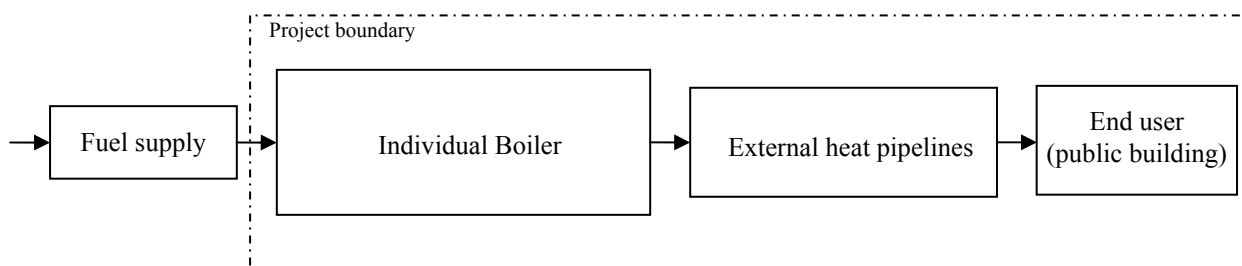 Project boundary
Fuel supply
Individual Boiler
External heat pipelines
End user
(public building)